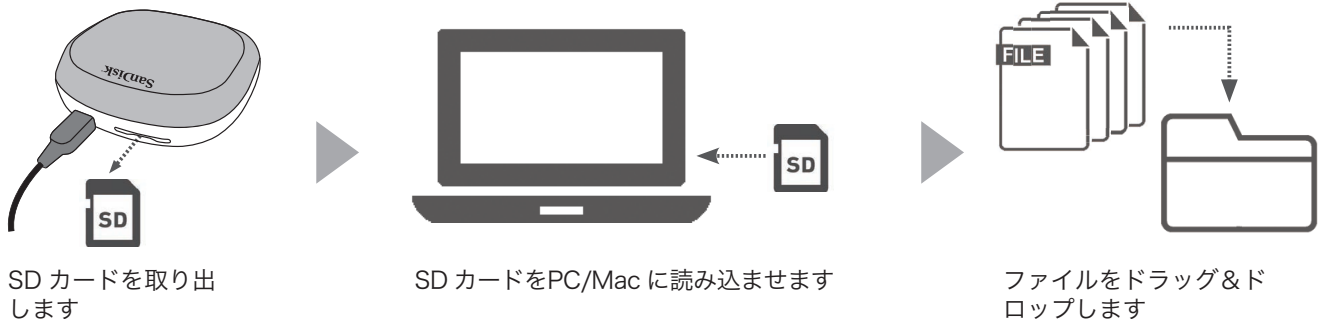 SanDisk
SD
SD
FILE
SD カードを取り出
します
SD カードをPC/Mac に読み込ませます
ファイルをドラッグ＆ド
ロップします